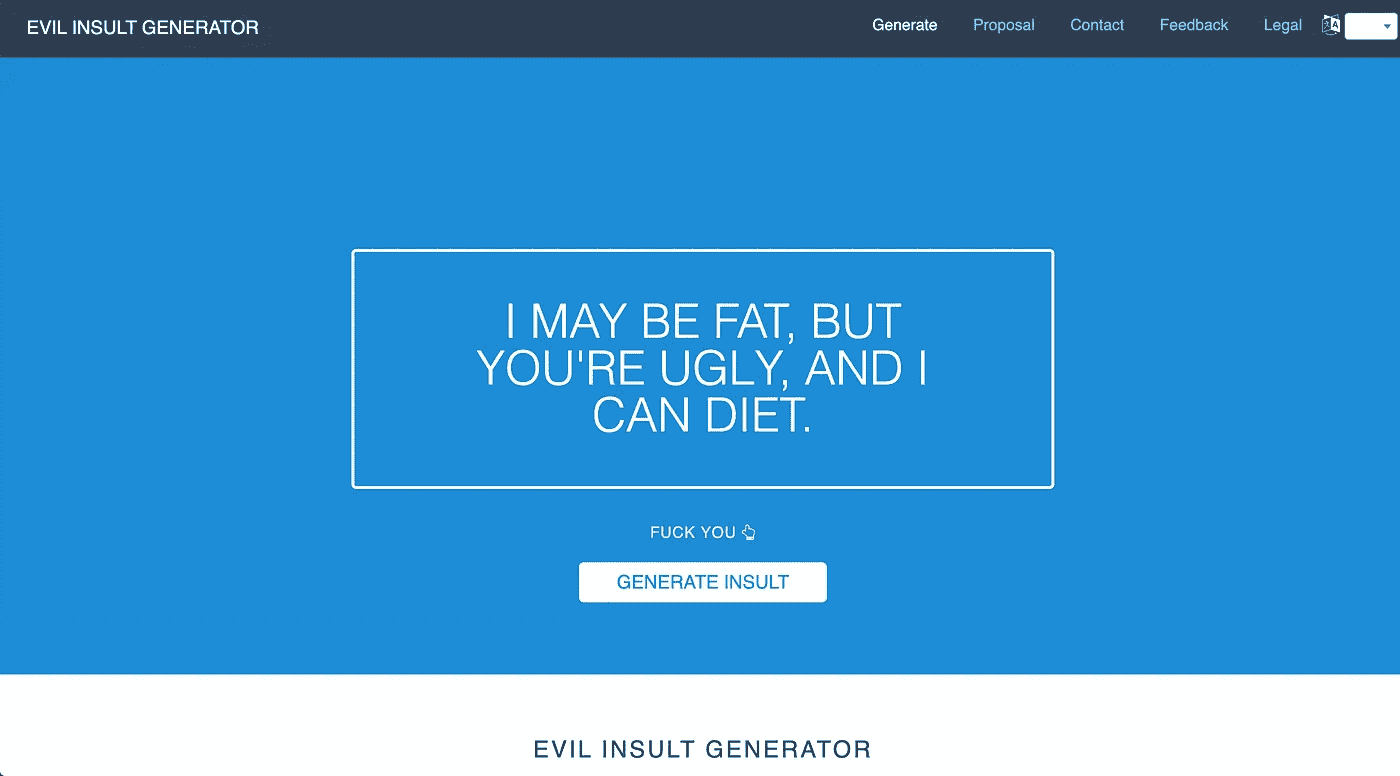 EVIL INSULT GENERATOR
Generate Proposal Contact Feedback Legal
I MAY BE FAT, BUT
YOU'RE UGLY, AND I
CAN DIET.
FUCK YOU
GENERATE INSULT
EVIL INSULT GENERATOR